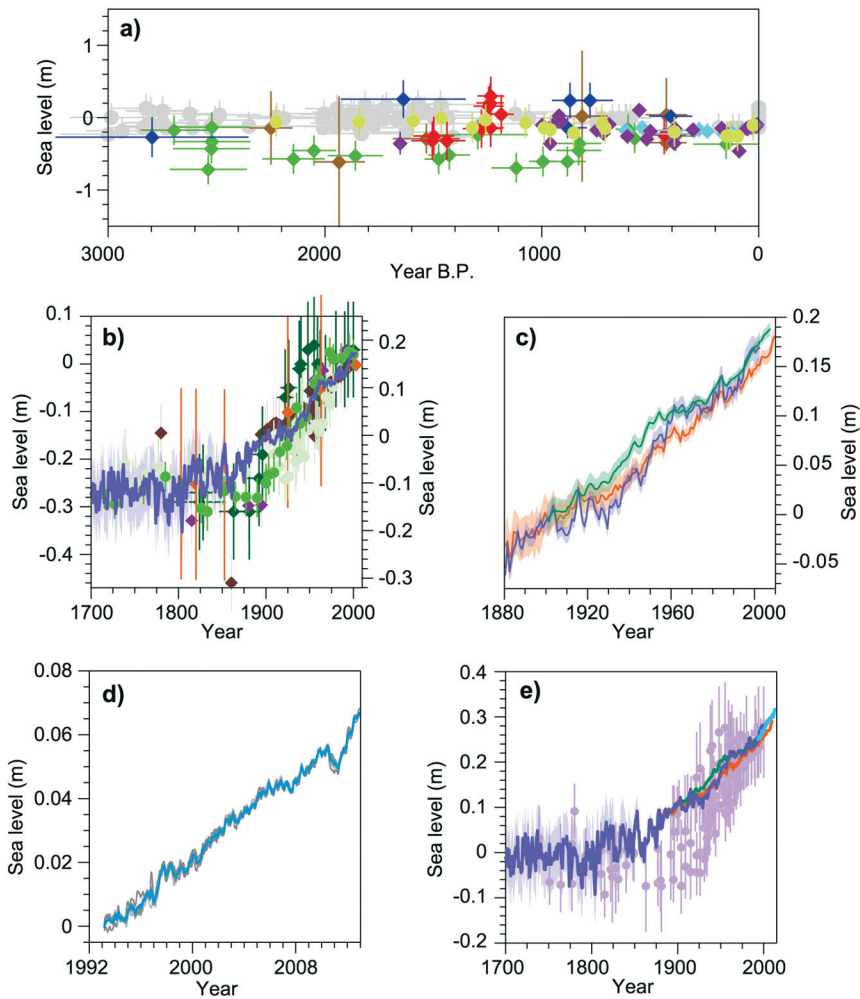 a)
Sea level (m)
1
0
-1
3000 2000 1000 0
Year B.P.
b)
Sea level (m)
0.1
0
-0.1
-0.2
-0.3
-0.4
0.2
0.1
0
-0.1
-0.2
-0.3
Sea level (m)
1700 1800 1900 2000
Year
c)
0.2
0.15
0.1
0.05
0
-0.05
Sea level (m)
1880 1920 1960 2000
Year
d)
Sea level (m)
0.08
0.06
0.04
0.02
0
1992 2000 2008
Year
e)
Sea level (m)
0.4
0.3
0.2
0.1
0
-0.1
-0.2
1700 1800 1900 2000
Year